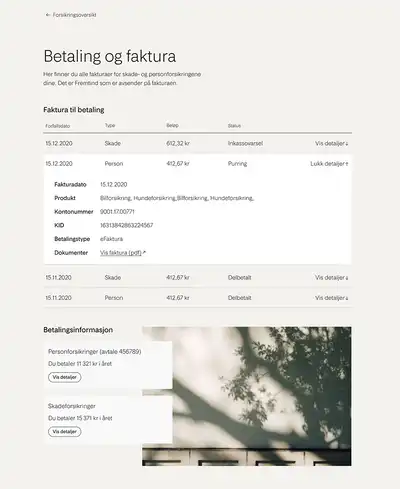 ← Forsikringsoversikt
Betaling og faktura
Her finner du alle fakturaer for skade- og personforsikringene
dine. Det er Fremtind som er avsender på fakturaen.
Faktura til betaling
Forfallsdato Type Beløp Status
15.12.2020 Skade 612,32 kr Inkassovarsel Vis detaljer↓
15.12.2020 Person 412,67 kr Purring Lukk detaljer↑
Fakturadato 15.12.2020
Produkt Bilforsikring, Hundeforsikring,Bilforsikring, Hundeforsikring,
Kontonummer 9001.17.00771
KID 16313842863224567
Betalingstype eFaktura
Dokumenter Vis faktura (pdf)↗
15.11.2020 Skade 412,67 kr Delbetalt Vis detaljer↓
15.11.2020 Person 412,67 kr Delbetalt Vis detaljer↓
Betalingsinformasjon
Personforsikringer (avtale 456789)
Du betaler 11 321 kr i året
Vis detaljer
Skadeforsikringer
Du betaler 15 371 kr i året
Vis detaljer